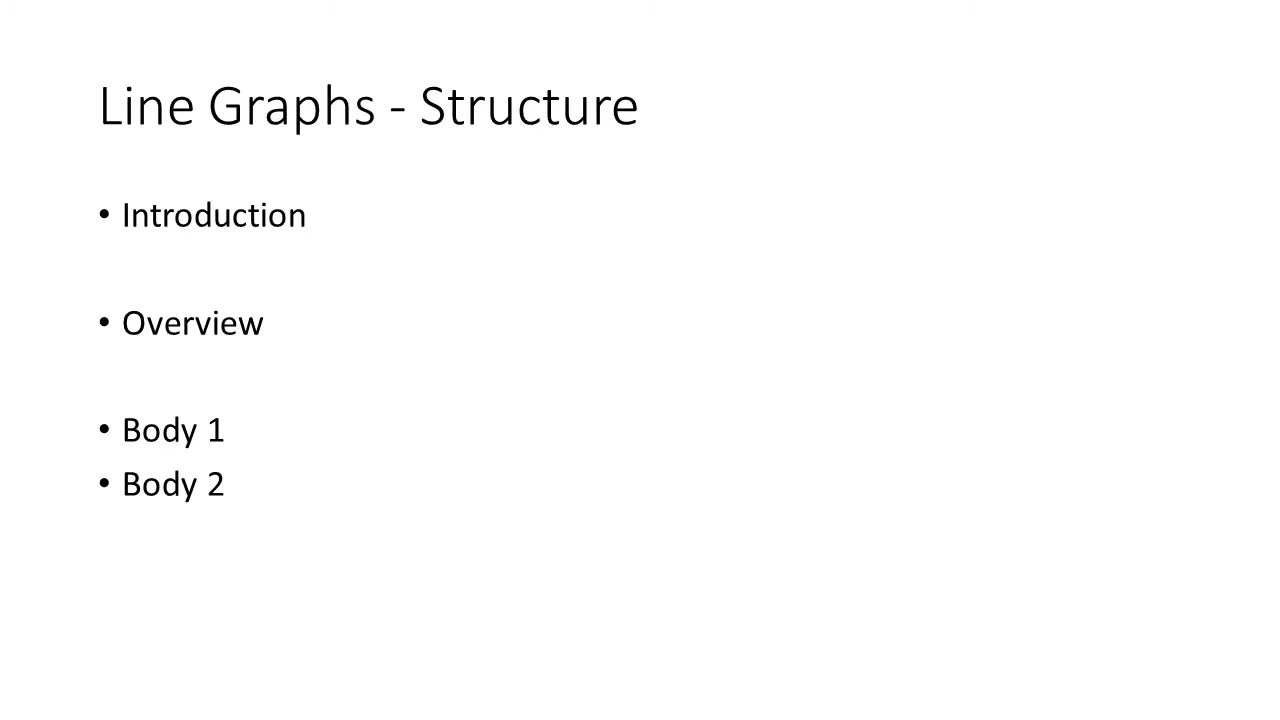 Line Graphs - Structure
• Introduction
• Overview
• Body 1
• Body 2